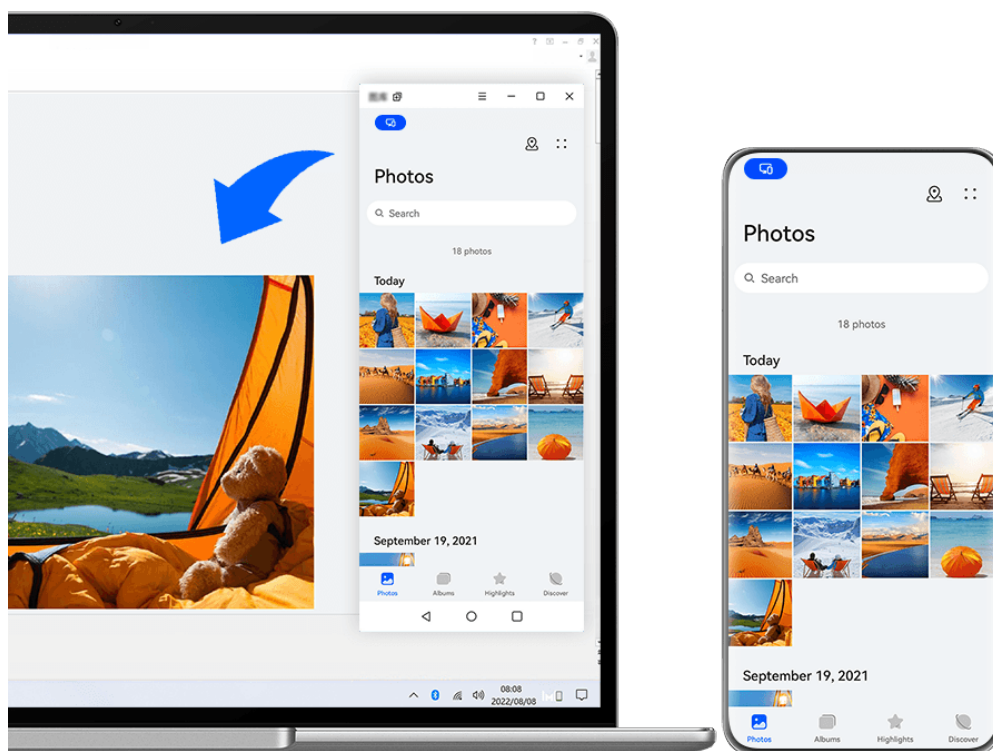 Photos
Search
18 photos
Today
September 19, 2021
Photos
Albums
Highlights
Discover
08:08
2022/08/08
Photos
Search
18 photos
Today
September 19, 2021
Photos
Albums
Highlights
Discover